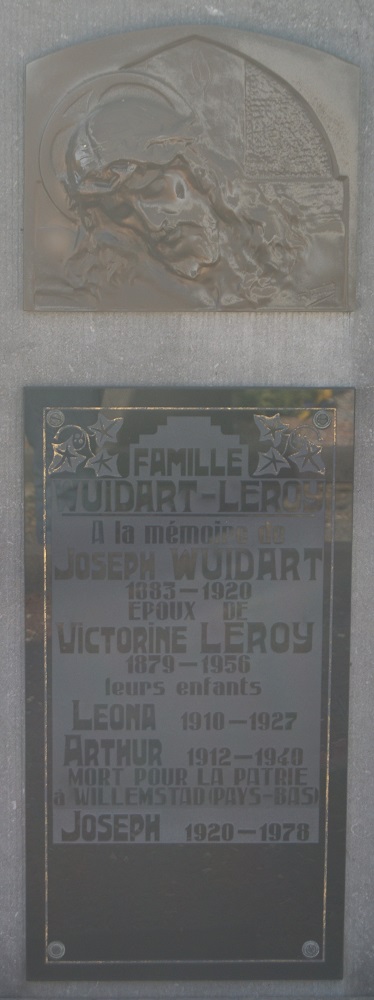 FAMILLE
WUIDART-LEROY
A la mémoire de
JOSEPH WUIDART
1883-1920
EPOUX DE
VICTORINE LEROY
1879-1956
leurs enfants
LEONA 1910-1927
ARTHUR 1912-1940
MORT POUR LA PATRIE
à WILLEMSTAD (PAYS-BAS)
JOSEPH 1920-1978